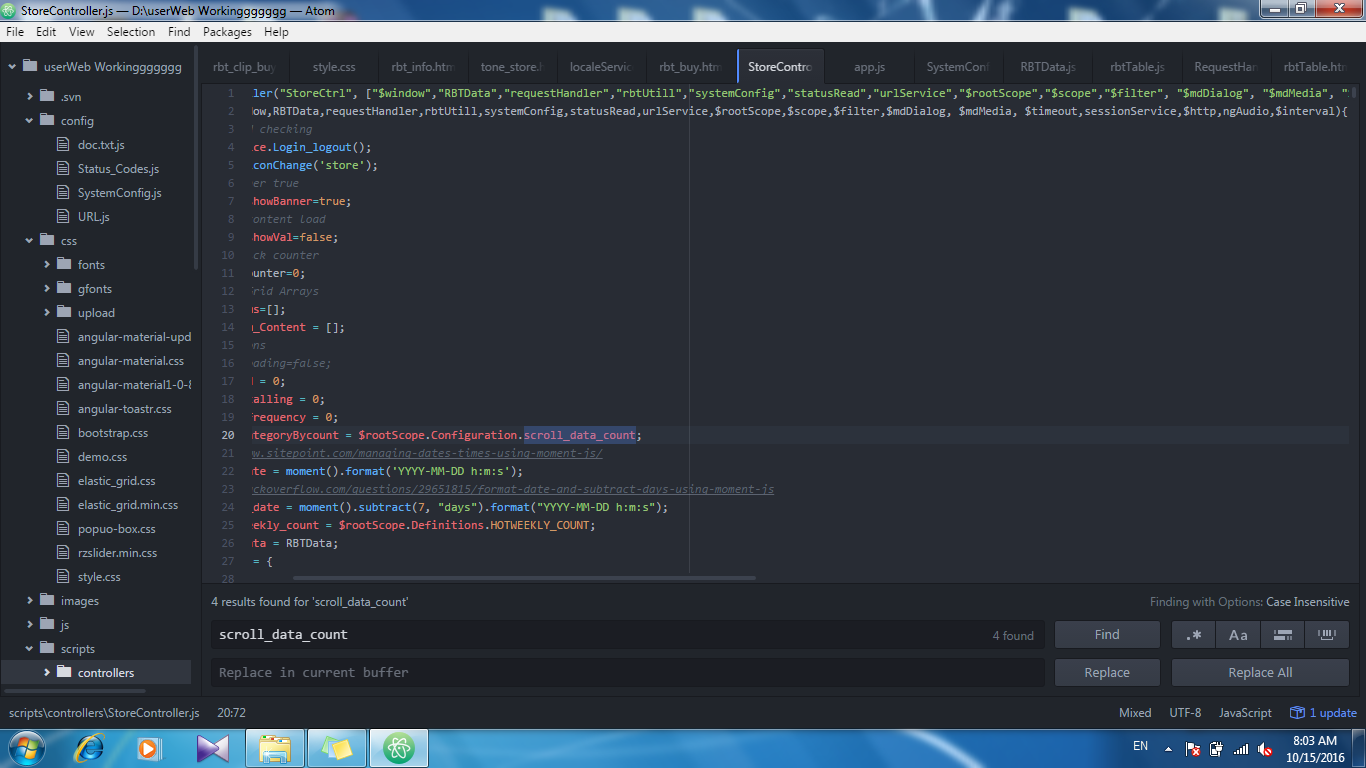 StoreController.js — D:\userWeb Workinggggggg — Atom
File Edit View Selection Find Packages Help
userWeb Workinggggggg
.svn
config
doc.txt.js
Status_Codes.js
SystemConfig.js
URL.js
css
fonts
gfonts
upload
angular-material-upd
angular-material.css
angular-material1-0-8
angular-toastr.css
bootstrap.css
demo.css
elastic_grid.css
elastic_grid.min.css
popuo-box.css
rzslider.min.css
style.css
images
js
scripts
controllers
rbt_clip_buy style.css rbt_info.htm tone_store.h localeServic rbt_buy.htm StoreContro app.js SystemConf RBTData.js rbtTable.js RequestHan rbtTable.htm
1 ler("StoreCtrl", ["$window","RBTData","requestHandler","rbtUtill","systemConfig","statusRead","urlService","$rootScope","$scope","$filter", "$mdDialog", "$mdMedia", "
2 low,RBTData,requestHandler,rbtUtill,systemConfig,statusRead,urlService,$rootScope,$scope,$filter,$mdDialog, $mdMedia, $timeout,sessionService,$http,ngAudio,$interval){
3 checking
4 ce.Login_logout();
5 conChange('store');
6 er true
7 howBanner=true;
8 ontent load
9 howVal=false;
10 ck counter
11 unter=0;
12 rid Arrays
13 s=[];
14 _Content = [];
15 ns
16 ading=false;
17 = 0;
18 alling = 0;
19 requency = 0;
20 tegoryBycount = $rootScope.Configuration.scroll_data_count;
21 w.sitepoint.com/managing-dates-times-using-moment-js/
22 te = moment().format('YYYY-MM-DD h:m:s');
23 ckoverflow.com/questions/29651815/format-date-and-subtract-days-using-moment-js
24 date = moment().subtract(7, "days").format("YYYY-MM-DD h:m:s");
25 ekly_count = $rootScope.Definitions.HOTWEEKLY_COUNT;
26 ta = RBTData;
27 = {
28
4 results found for 'scroll_data_count' Finding with Options: Case Insensitive
scroll_data_count 4 found Find .* Aa
Replace in current buffer Replace Replace All
scripts\controllers\StoreController.js 20:72 Mixed UTF-8 JavaScript 1 update
EN 8:03 AM
10/15/2016